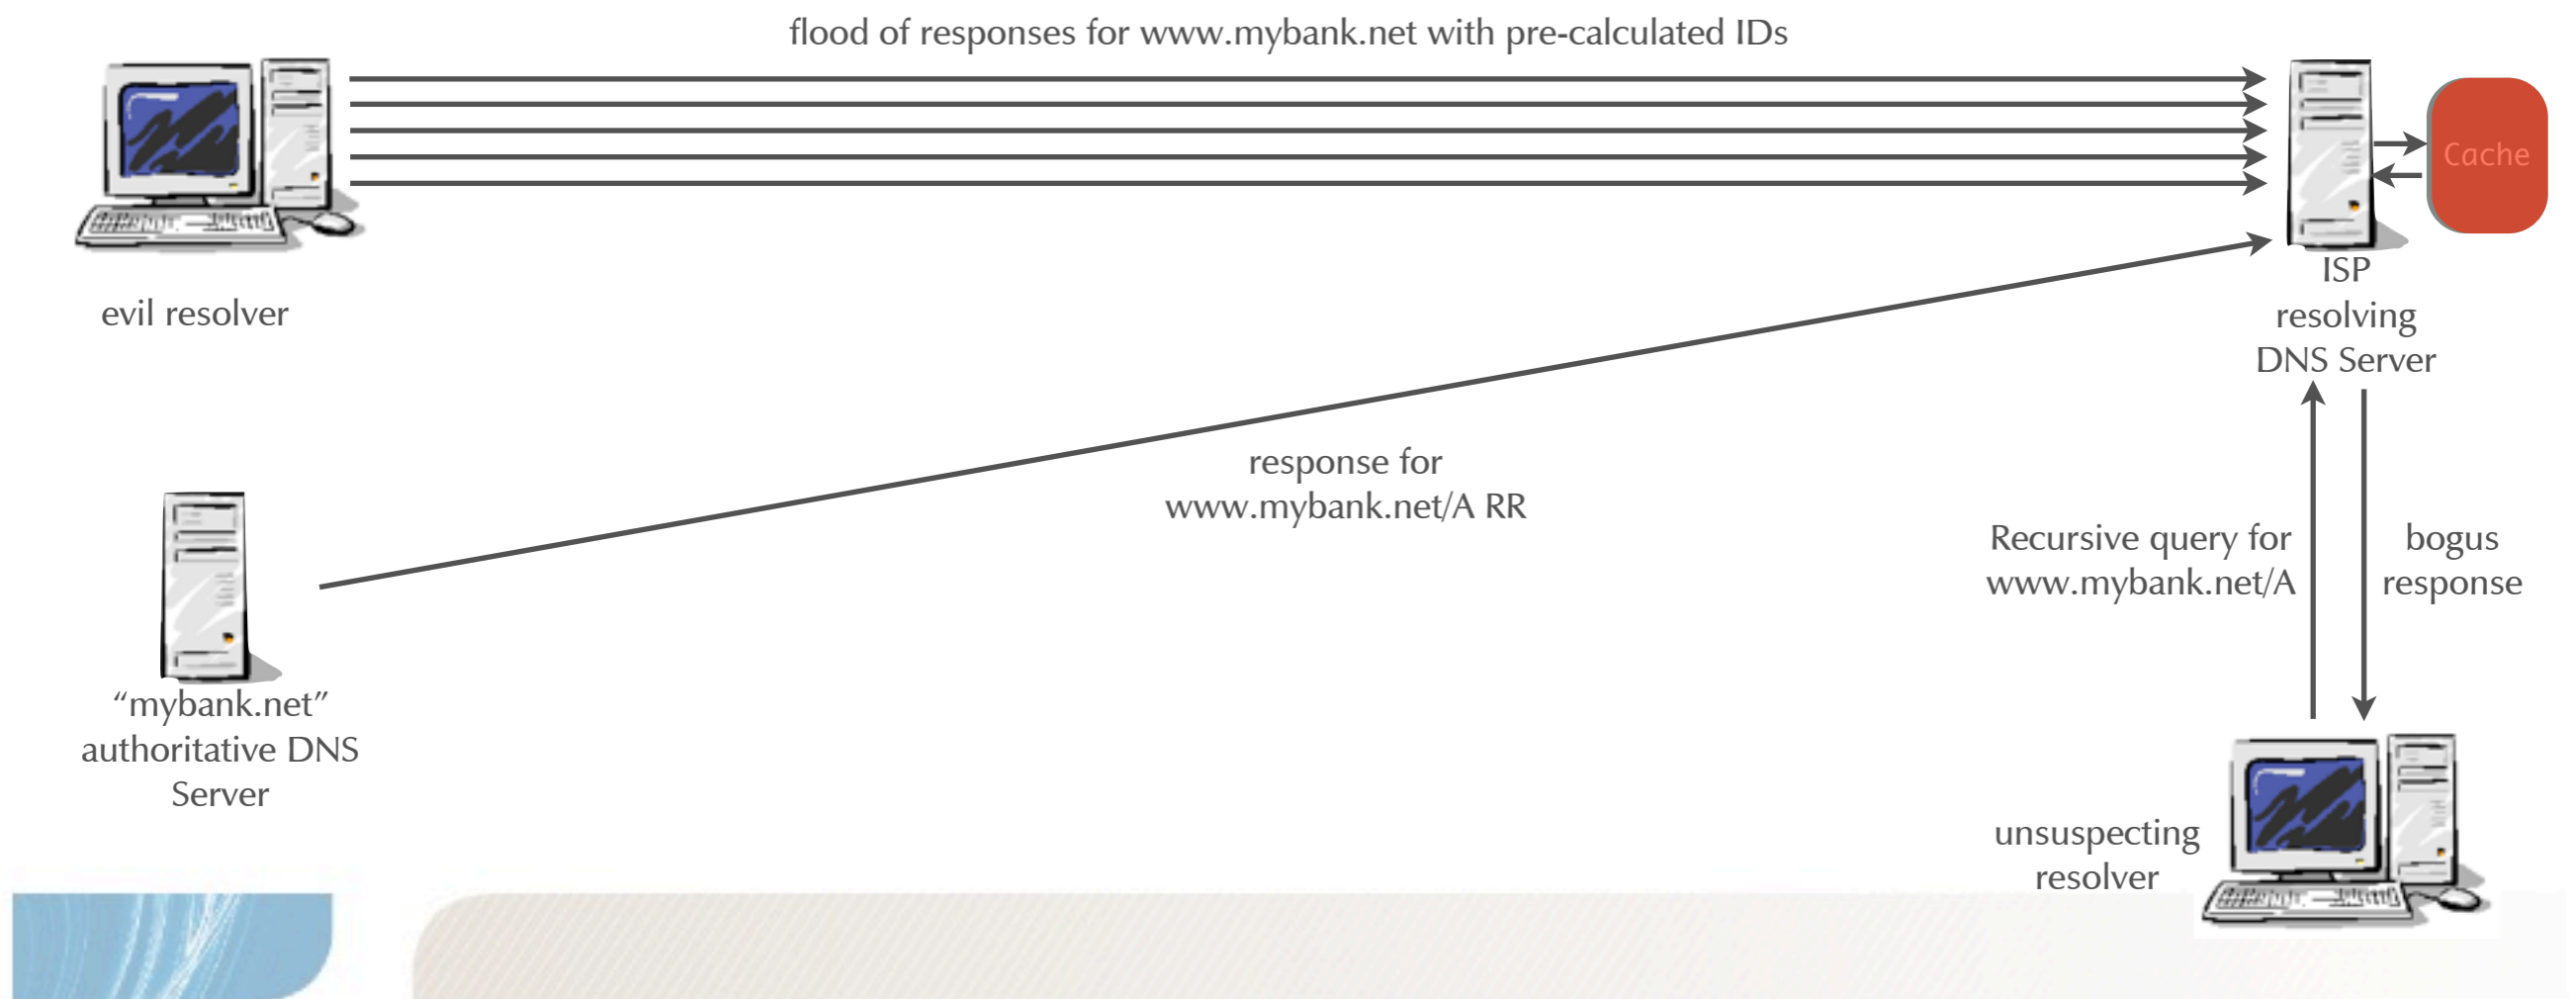 flood of responses for www.mybank.net with pre-calculated IDs
Cache
evil resolver
ISP
resolving
DNS Server
response for
www.mybank.net/A RR
“mybank.net”
authoritative DNS
Server
Recursive query for
www.mybank.net/A
bogus
response
unsuspecting
resolver